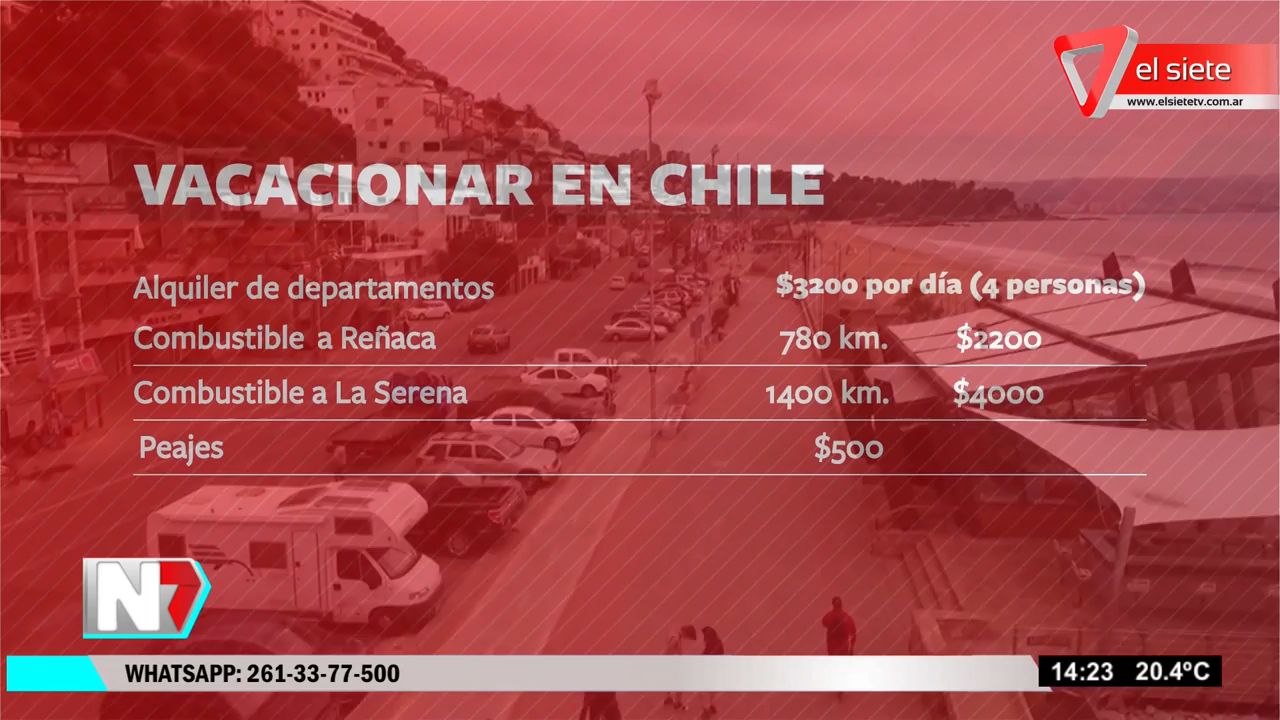 el siete
www.elsietetv.com.ar
VACACIONAR EN CHILE
Alquiler de departamentos $3200 por día (4 personas)
Combustible a Reñaca 780 km. $2200
Combustible a La Serena 1400 km. $4000
Peajes $500
N7
WHATSAPP: 261-33-77-500 14:23 20.4ºC